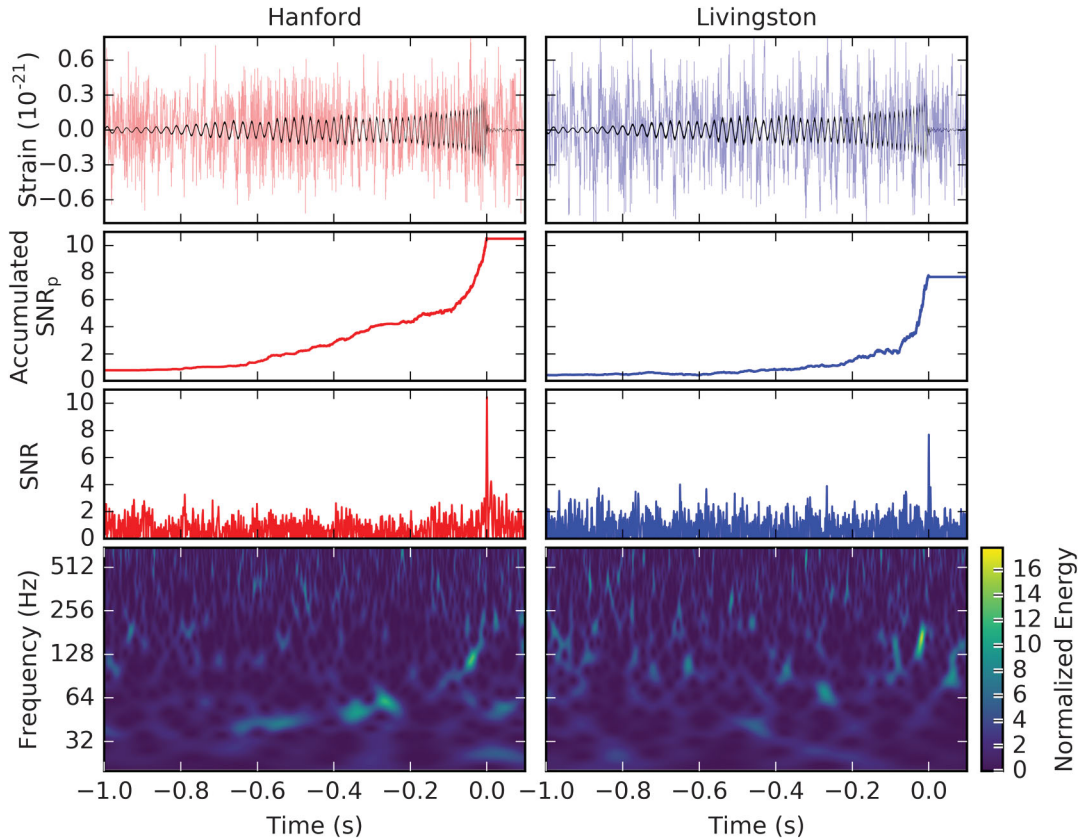 Hanford
Livingston
Strain (10⁻²¹)
0.6
0.3
0.0
−0.3
−0.6
Accumulated
SNRₚ
10
8
6
4
2
0
SNR
10
8
6
4
2
0
Frequency (Hz)
512
256
128
64
32
−1.0 −0.8 −0.6 −0.4 −0.2 0.0
−1.0 −0.8 −0.6 −0.4 −0.2 0.0
Time (s)
Time (s)
16
14
12
10
8
6
4
2
0
Normalized Energy